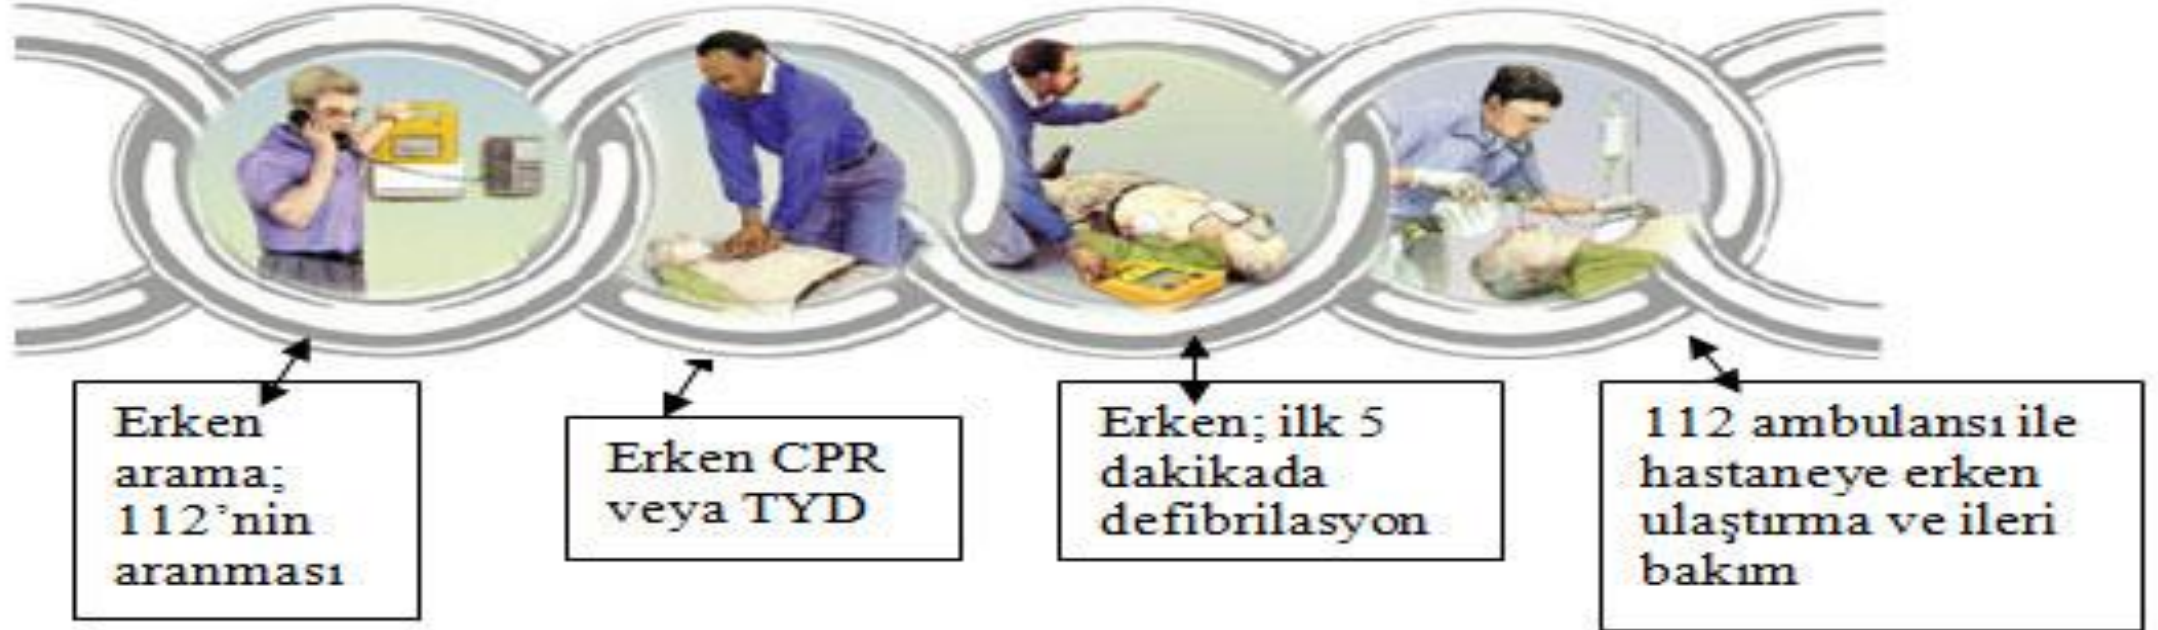 Erken
arama;
112’nin
aranması
Erken CPR
veya TYD
Erken; ilk 5
dakikada
defibrilasyon
112 ambulansı ile
hastaneye erken
ulaştırma ve ileri
bakım